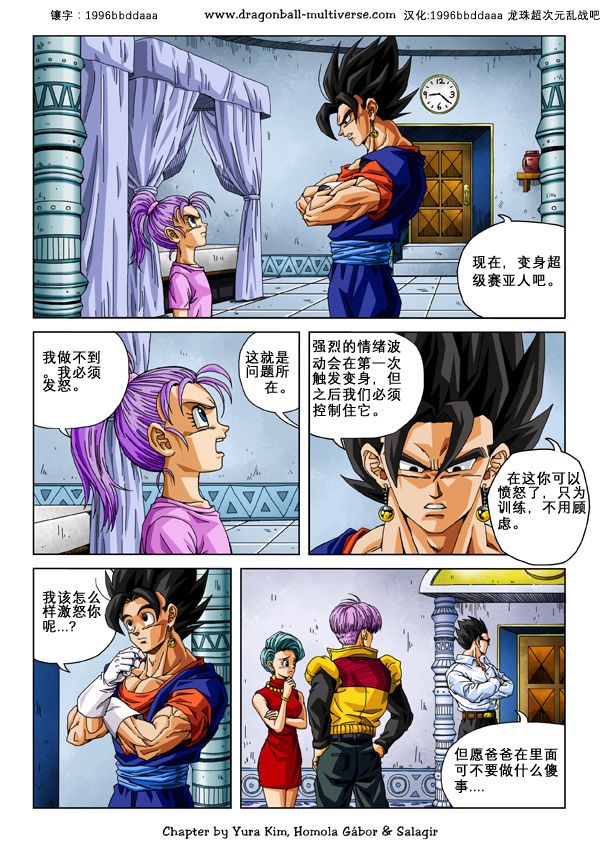 镶字：1996bbddaaa www.dragonball-multiverse.com 汉化:1996bbddaaa 龙珠超次元乱战吧
现在，变身超
级赛亚人吧。
我做不到
。我必须
发怒。
这就是
问题所
在。
强烈的情绪波
动会在第一次
触发变身，但
之后我们必须
控制住它。
在这你可以
愤怒了，只为
训练，不用顾
虑。
我该怎么
样激怒你
呢...?
但愿爸爸在里面
可不要做什么傻
事....
Chapter by Yura Kim, Homola Gábor & Salagir